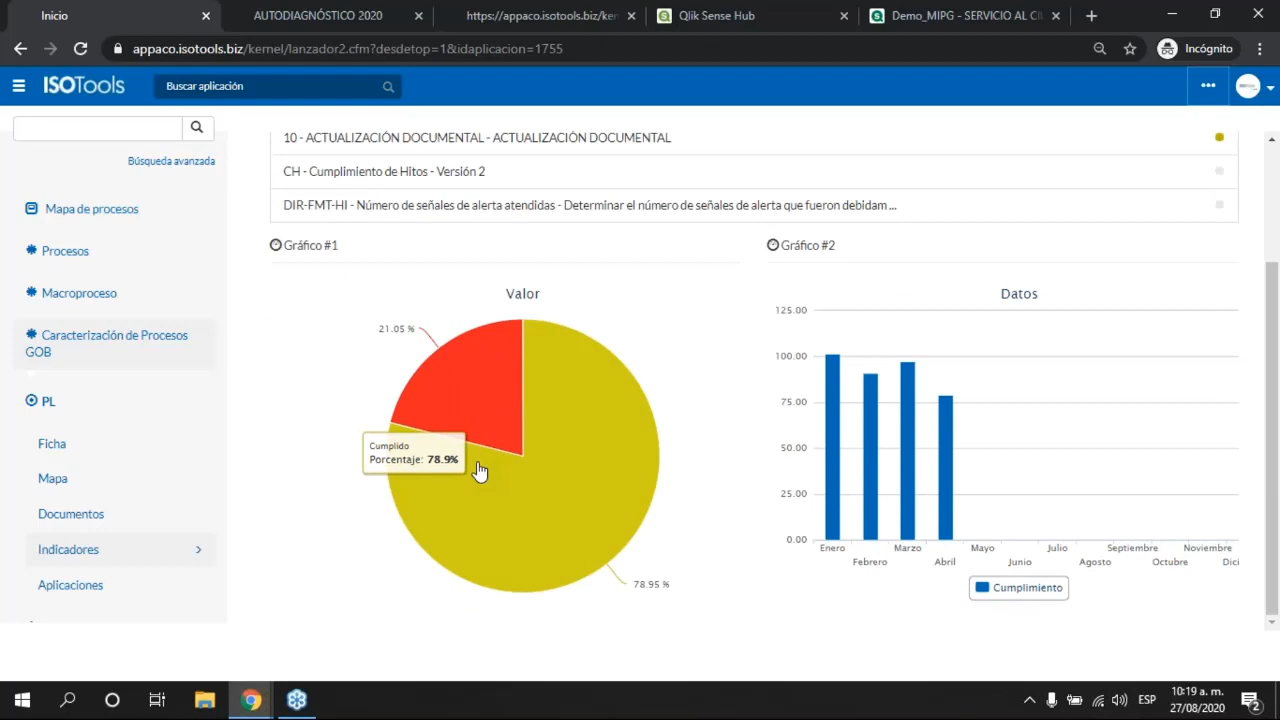 Inicio
AUTODIAGNÓSTICO 2020
https://appaco.isotools.biz/ke
Qlik Sense Hub
Demo_MIPG - SERVICIO AL CI
appaco.isotools.biz/kernel/lanzador2.cfm?desdetop=1&idaplicacion=1755
Incógnito
ISOTools
Buscar aplicación
Búsqueda avanzada
Mapa de procesos
Procesos
Macroproceso
Caracterización de Procesos
GOB
PL
Ficha
Mapa
Documentos
Indicadores
Aplicaciones
10 - ACTUALIZACIÓN DOCUMENTAL - ACTUALIZACIÓN DOCUMENTAL
CH - Cumplimiento de Hitos - Versión 2
DIR-FMT-HI - Número de señales de alerta atendidas - Determinar el número de señales de alerta que fueron debidam ...
Gráfico #1
Valor
21.05 %
Cumplido
Porcentaje: 78.9%
78.95 %
Gráfico #2
Datos
125.00
100.00
75.00
50.00
25.00
0.00
Enero Marzo Mayo Julio Septiembre Noviembre
Febrero Abril Junio Agosto Octubre Dici
Cumplimiento
ESP
10:19 a. m.
27/08/2020
2